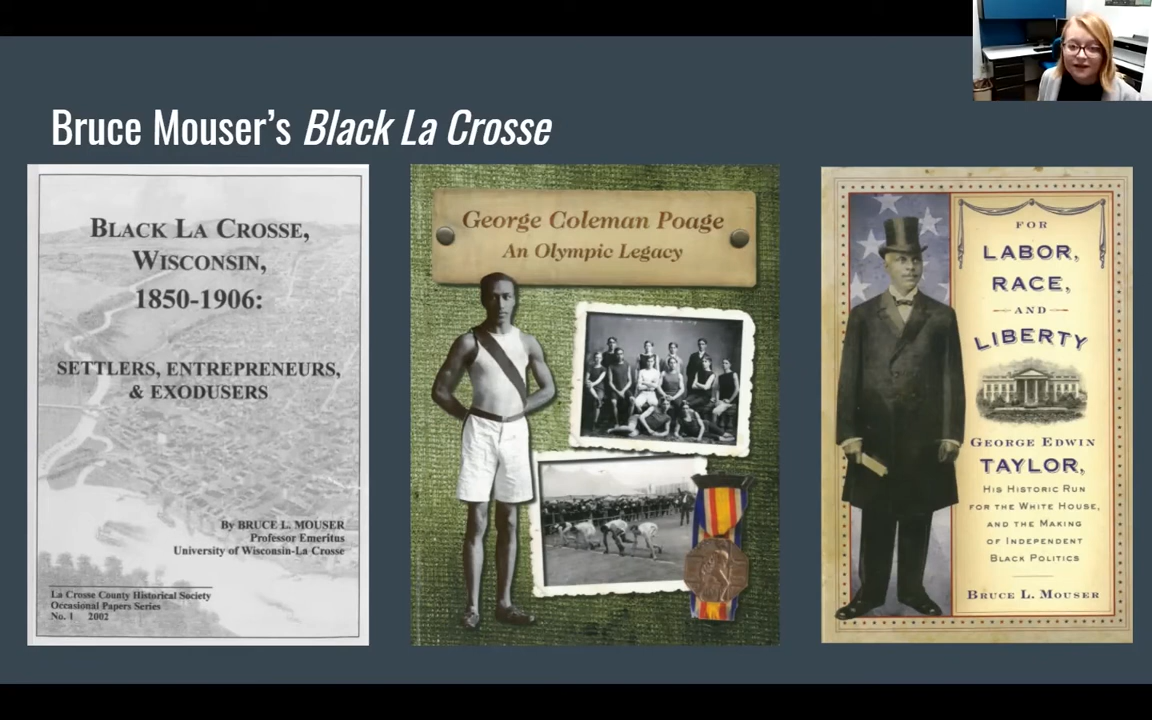 Bruce Mouser's Black La Crosse
BLACK LA CROSSE,
WISCONSIN,
1850-1906:
SETTLERS, ENTREPRENEURS,
& EXODUSERS
By BRUCE L. MOUSER
Professor Emeritus
University of Wisconsin-La Crosse
La Crosse County Historical Society
Occasional Papers Series
No. 1 2002
George Coleman Poage
An Olympic Legacy
FOR
LABOR,
RACE,
AND
LIBERTY
GEORGE EDWIN
TAYLOR,
HIS HISTORIC RUN
FOR THE WHITE HOUSE,
AND THE MAKING
OF INDEPENDENT
BLACK POLITICS
BRUCE L. MOUSER